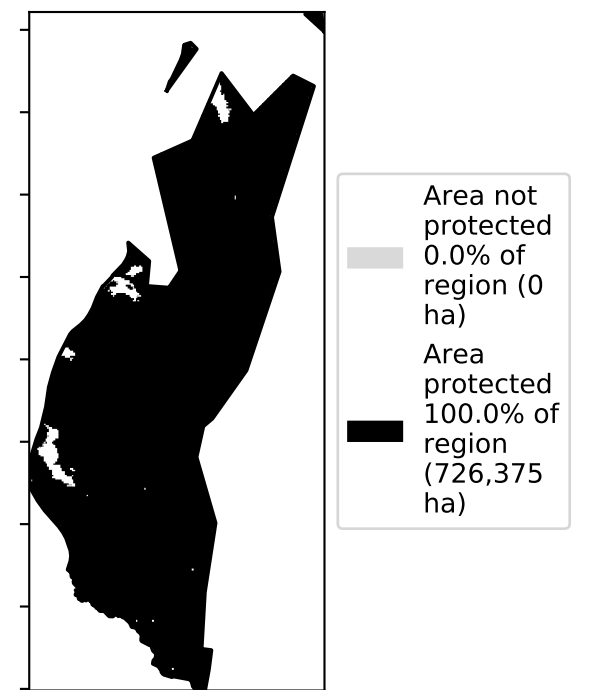 Area not
protected
0.0% of
region (0
ha)
Area
protected
100.0% of
region
(726,375
ha)